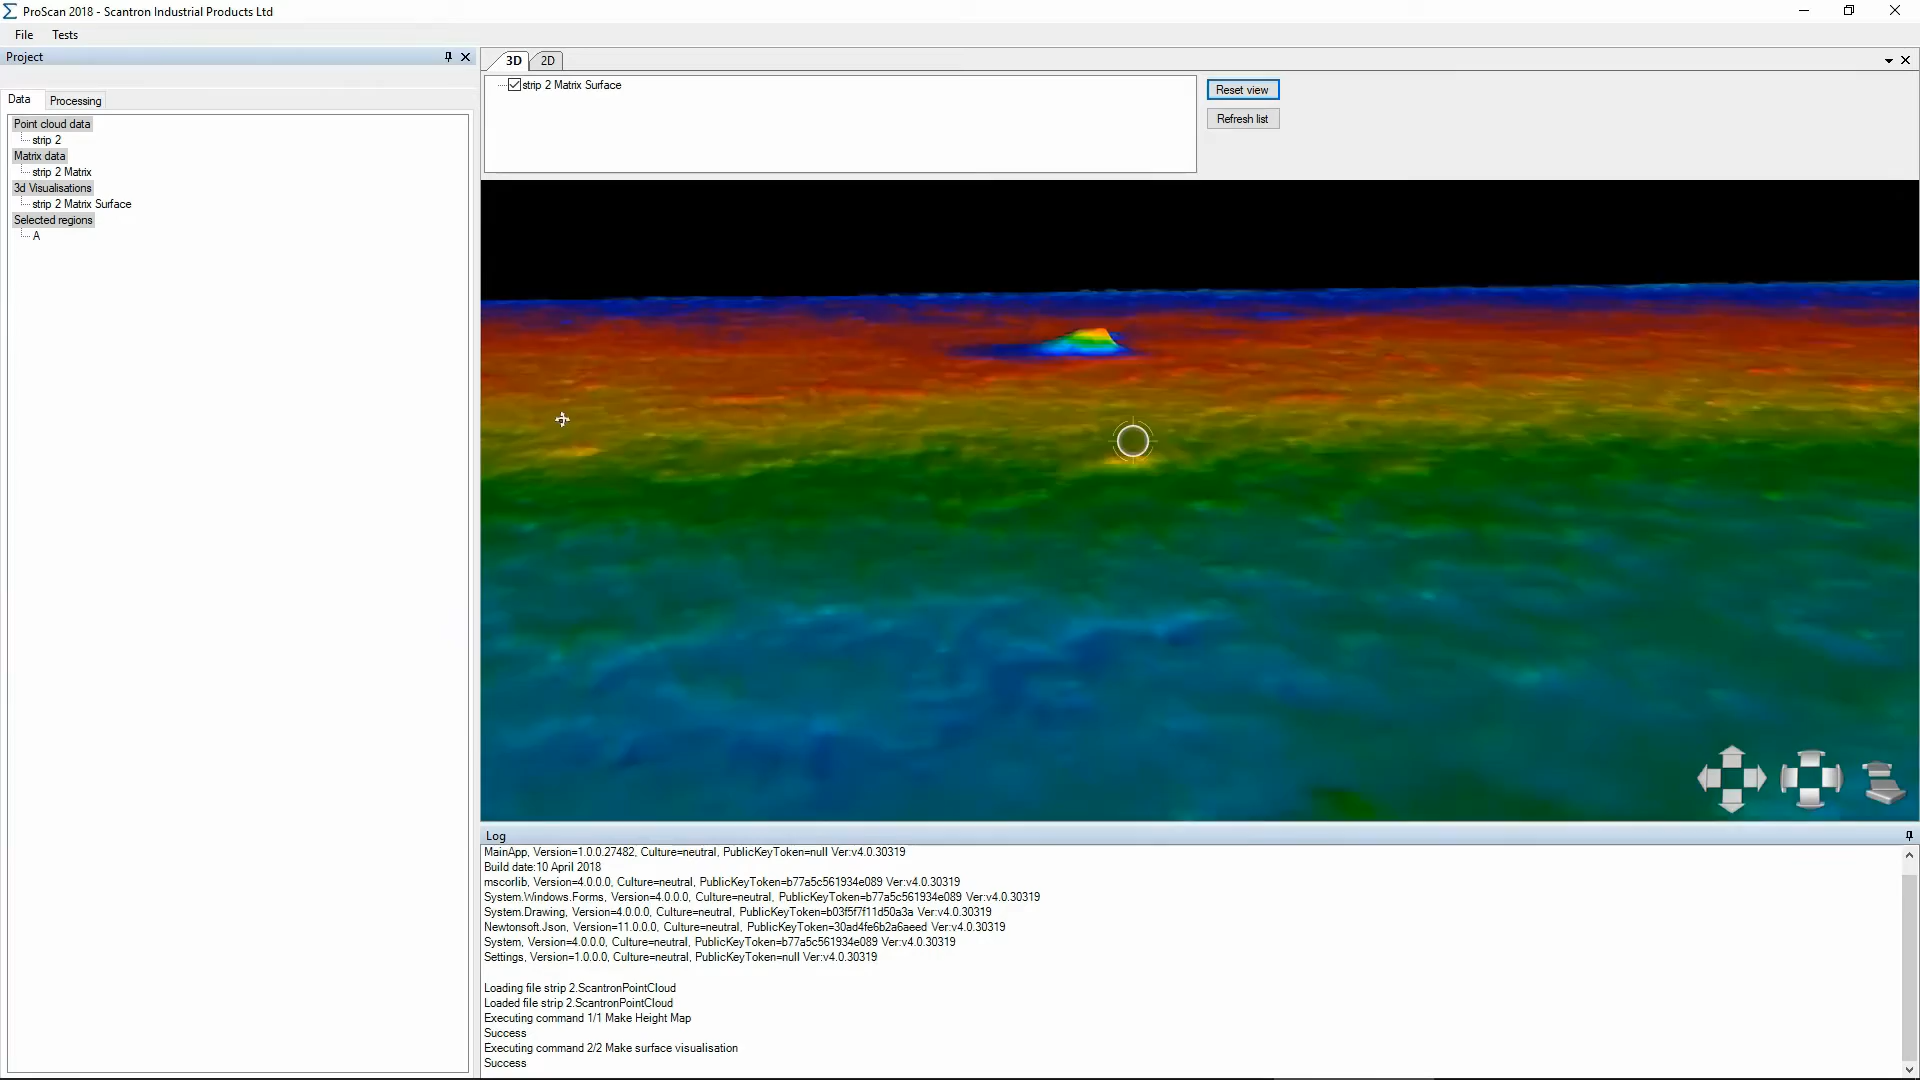 ProScan 2018 - Scantron Industrial Products Ltd
File Tests
Project
Data Processing
Point cloud data
strip 2
Matrix data
strip 2 Matrix
3d Visualisations
strip 2 Matrix Surface
Selected regions
A
3D 2D
strip 2 Matrix Surface
Reset view
Refresh list
Log
MainApp, Version=1.0.0.27482, Culture=neutral, PublicKeyToken=null Ver:v4.0.30319
Build date:10 April 2018
mscorlib, Version=4.0.0.0, Culture=neutral, PublicKeyToken=b77a5c561934e089 Ver:v4.0.30319
System.Windows.Forms, Version=4.0.0.0, Culture=neutral, PublicKeyToken=b77a5c561934e089 Ver:v4.0.30319
System.Drawing, Version=4.0.0.0, Culture=neutral, PublicKeyToken=b03f5f7f11d50a3a Ver:v4.0.30319
Newtonsoft.Json, Version=11.0.0.0, Culture=neutral, PublicKeyToken=30ad4fe6b2a6aeed Ver:v4.0.30319
System, Version=4.0.0.0, Culture=neutral, PublicKeyToken=b77a5c561934e089 Ver:v4.0.30319
Settings, Version=1.0.0.0, Culture=neutral, PublicKeyToken=null Ver:v4.0.30319
Loading file strip 2.ScantronPointCloud
Loaded file strip 2.ScantronPointCloud
Executing command 1/1 Make Height Map
Success
Executing command 2/2 Make surface visualisation
Success